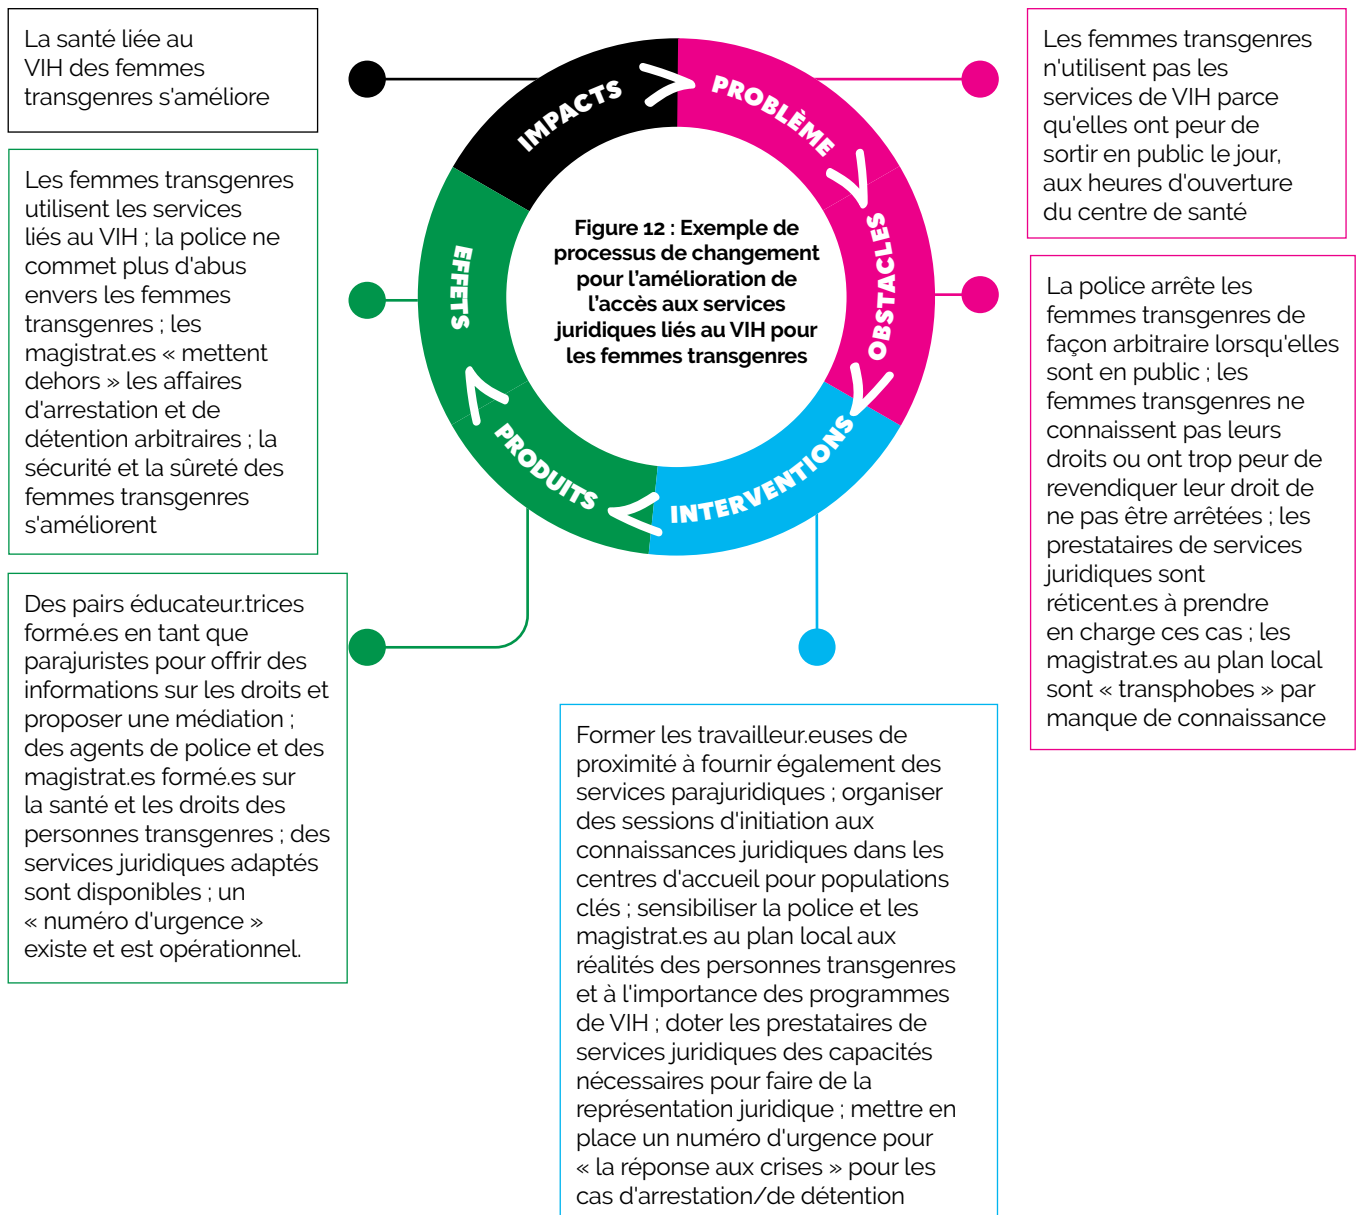 La santé liée au
VIH des femmes
transgenres s'améliore
Les femmes transgenres
utilisent les services
liés au VIH ; la police ne
commet plus d'abus
envers les femmes
transgenres ; les
magistrat.es « mettent
dehors » les affaires
d'arrestation et de
détention arbitraires ; la
sécurité et la sûreté des
femmes transgenres
s'améliorent
Des pairs éducateur.trices
formé.es en tant que
parajuristes pour offrir des
informations sur les droits et
proposer une médiation ;
des agents de police et des
magistrat.es formé.es sur
la santé et les droits des
personnes transgenres ; des
services juridiques adaptés
sont disponibles ; un
« numéro d'urgence »
existe et est opérationnel.
IMPACTS
PROBLÈME
OBSTACLES
INTERVENTIONS
PRODUITS
EFFETS
Figure 12 : Exemple de
processus de changement
pour l'amélioration de
l'accès aux services
juridiques liés au VIH pour
les femmes transgenres
Les femmes transgenres
n'utilisent pas les
services de VIH parce
qu'elles ont peur de
sortir en public le jour,
aux heures d'ouverture
du centre de santé
La police arrête les
femmes transgenres de
façon arbitraire lorsqu'elles
sont en public ; les
femmes transgenres ne
connaissent pas leurs
droits ou ont trop peur de
revendiquer leur droit de
ne pas être arrêtées ; les
prestataires de services
juridiques sont
réticent.es à prendre
en charge ces cas ; les
magistrat.es au plan local
sont « transphobes » par
manque de connaissance
Former les travailleur.euses de
proximité à fournir également des
services parajuridiques ; organiser
des sessions d'initiation aux
connaissances juridiques dans les
centres d'accueil pour populations
clés ; sensibiliser la police et les
magistrat.es au plan local aux
réalités des personnes transgenres
et à l'importance des programmes
de VIH ; doter les prestataires de
services juridiques des capacités
nécessaires pour faire de la
représentation juridique ; mettre en
place un numéro d'urgence pour
« la réponse aux crises » pour les
cas d'arrestation/de détention